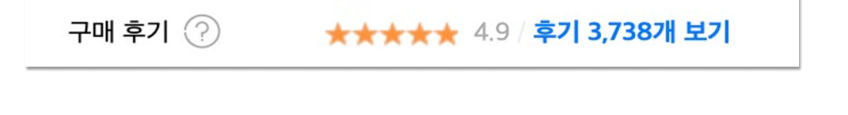 구매 후기 ? 4.9 / 후기 3,738개 보기